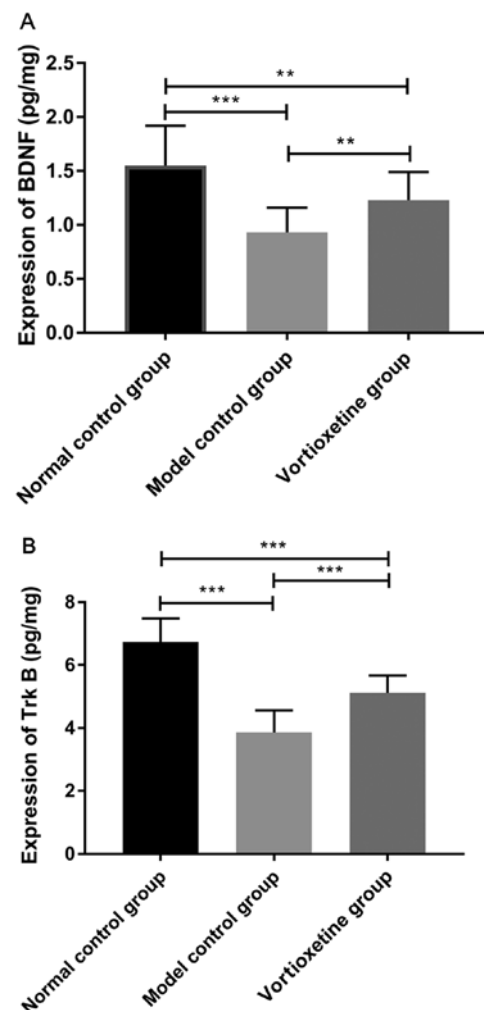 A
Expression of BDNF (pg/mg)
2.5
2.0
1.5
1.0
0.5
0.0
**
***
**
Normal control group
Model control group
Vortioxetine group
B
Expression of Trk B (pg/mg)
8
6
4
2
0
***
***
***
Normal control group
Model control group
Vortioxetine group